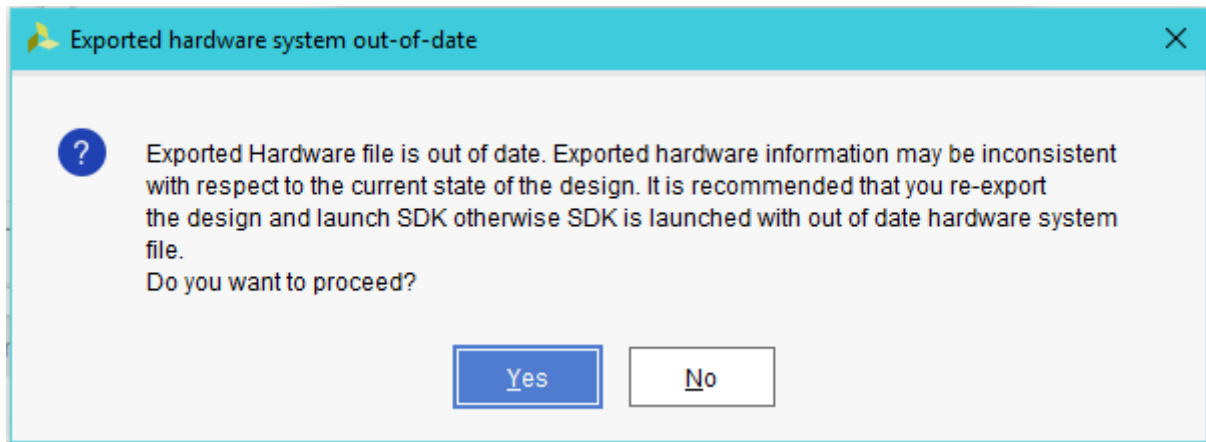 Exported hardware system out-of-date
?
Exported Hardware file is out of date. Exported hardware information may be inconsistent
with respect to the current state of the design. It is recommended that you re-export
the design and launch SDK otherwise SDK is launched with out of date hardware system
file.
Do you want to proceed?
Yes No